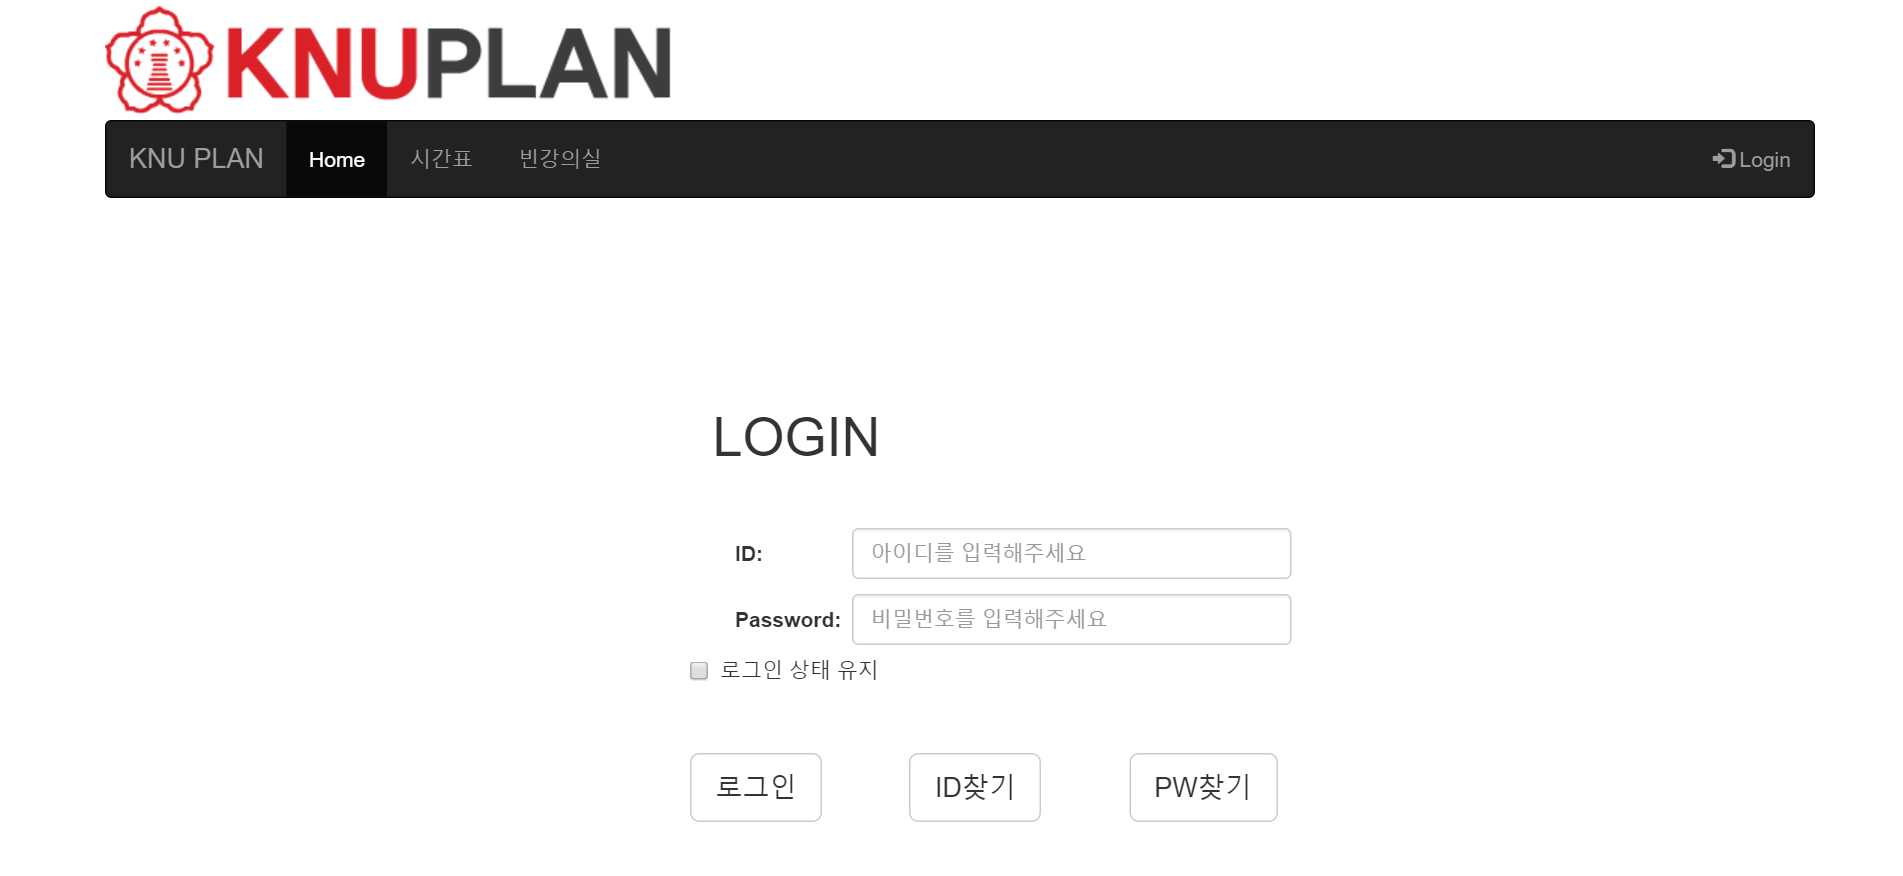 KNUPLAN
KNU PLAN Home 시간표 빈강의실 Login
LOGIN
ID: 아이디를 입력해주세요
Password: 비밀번호를 입력해주세요
로그인 상태 유지
로그인 ID찾기 PW찾기